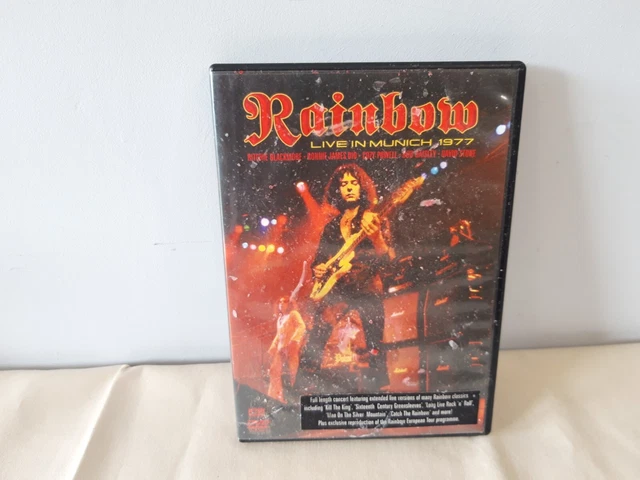 Rainbow
LIVE IN MUNICH 1977
RITCHIE BLACKMORE · RONNIE JAMES DIO · COZY POWELL · BOB DAISLEY · DAVID STONE
Full length concert featuring extended live versions of many Rainbow classics
including 'Kill The King', 'Sixteenth Century Greensleeves', 'Long Live Rock 'n' Roll',
'Man On The Silver Mountain', 'Catch The Rainbow' and more!
Plus exclusive reproduction of the Rainbow European Tour programme.